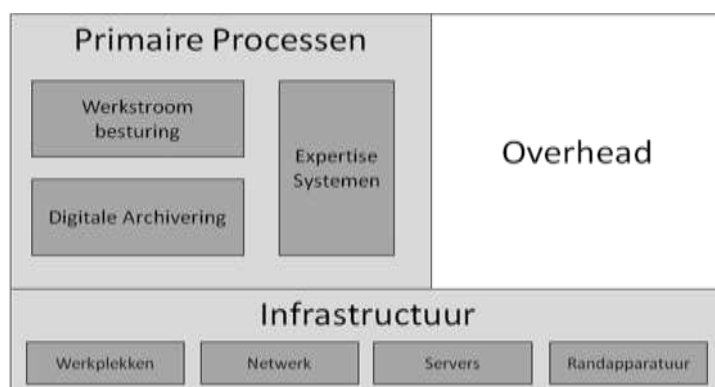 Primaire Processen
Werkstroom
besturing
Digitale Archivering
Expertise
Systemen
Overhead
Infrastructuur
Werkplekken
Netwerk
Servers
Randapparatuur